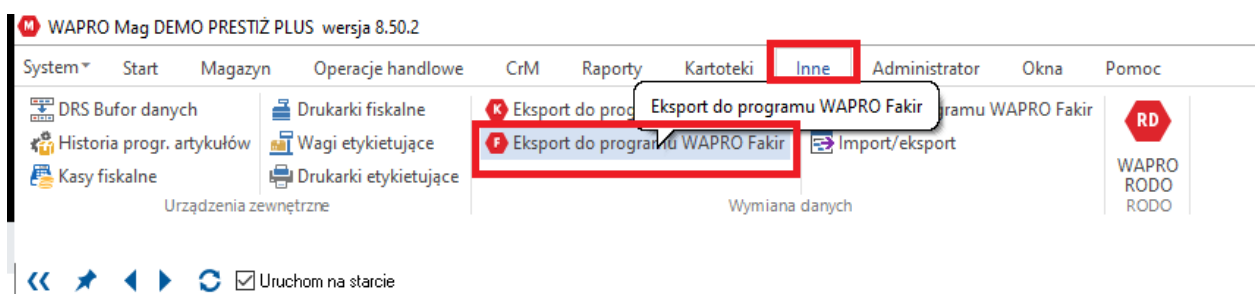 WAPRO Mag DEMO PRESTIŻ PLUS wersja 8.50.2
System Start Magazyn Operacje handlowe CrM Raporty Kartoteki Inne Administrator Okna Pomoc
DRS Bufor danych Drukarki fiskalne Eksport do prog Eksport do programu WAPRO Fakir gramu WAPRO Fakir
Historia progr. artykułów Wagi etykietujące Eksport do programu WAPRO Fakir Import/eksport
Kasy fiskalne Drukarki etykietujące
RD
WAPRO
RODO
Urządzenia zewnętrzne Wymiana danych RODO
Uruchom na starcie